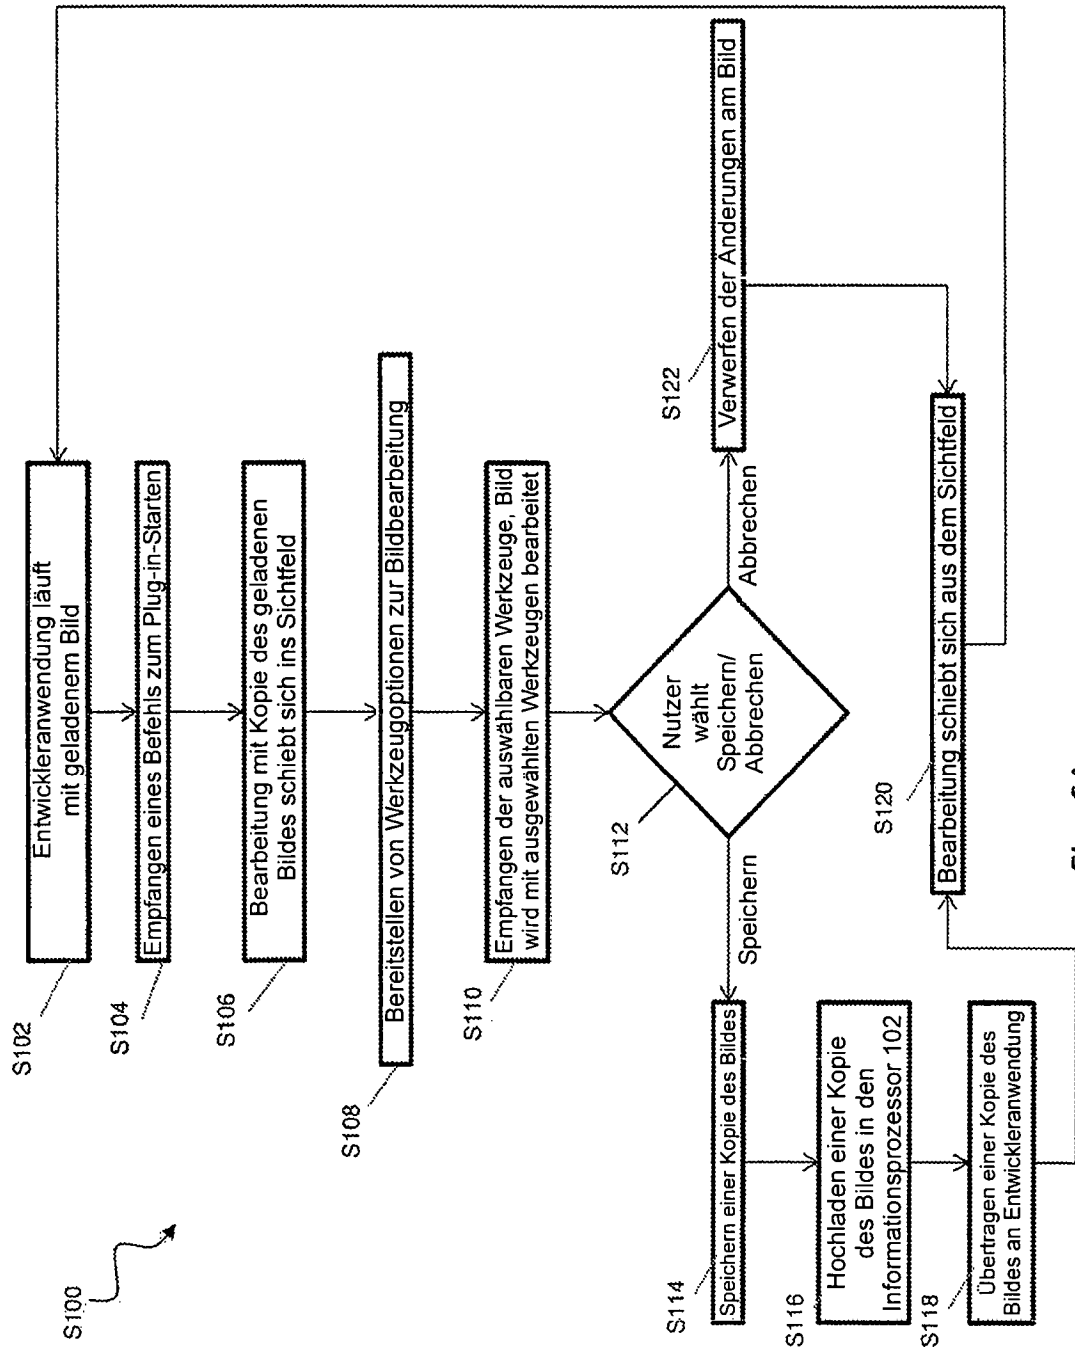 S100
S102
Entwickleranwendung läuft
mit geladenem Bild
S104
Empfangen eines Befehls zum Plug-in-Starten
S106
Bearbeitung mit Kopie des geladenen
Bildes schiebt sich ins Sichtfeld
S108
Bereitstellen von Werkzeugoptionen zur Bildbearbeitung
S110
Empfangen der auswählbaren Werkzeuge, Bild
wird mit ausgewählten Werkzeugen bearbeitet
S112
Nutzer
wählt
Speichern/
Abbrechen
Speichern
Abbrechen
S114
Speichern einer Kopie des Bildes
S116
Hochladen einer Kopie
des Bildes in den
Informationsprozessor 102
S118
Übertragen einer Kopie des
Bildes an Entwickleranwendung
S122
Verwerfen der Änderungen am Bild
S120
Bearbeitung schiebt sich aus dem Sichtfeld